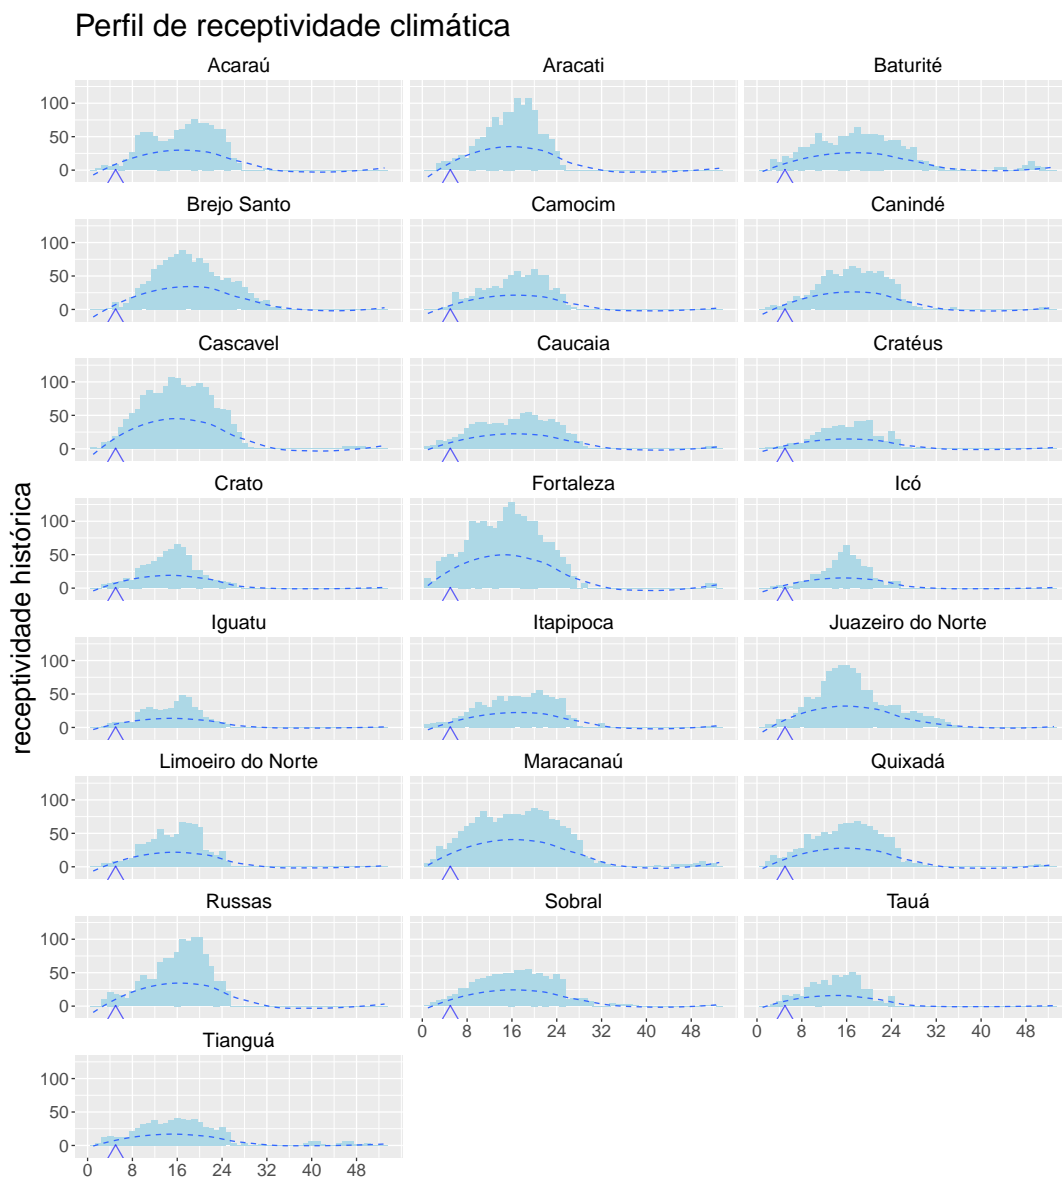 Perfil de receptividade climática
Acaraú Aracati Baturité
100
50
0
Brejo Santo Camocim Canindé
100
50
0
Cascavel Caucaia Cratéus
100
50
0
Crato Fortaleza Icó
100
50
0
Iguatu Itapipoca Juazeiro do Norte
100
50
0
Limoeiro do Norte Maracanaú Quixadá
100
50
0
Russas Sobral Tauá
100
50
0
0 8 16 24 32 40 48 0 8 16 24 32 40 48
Tianguá
100
50
0
0 8 16 24 32 40 48
receptividade histórica